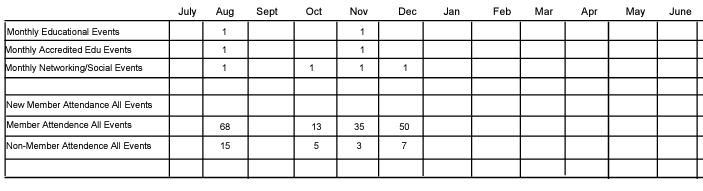 July Aug Sept Oct Nov Dec Jan Feb Mar Apr May June
Monthly Educational Events 1 1
Monthly Accredited Edu Events 1 1
Monthly Networking/Social Events 1 1 1 1
New Member Attendance All Events
Member Attendence All Events 68 13 35 50
Non-Member Attendence All Events 15 5 3 7